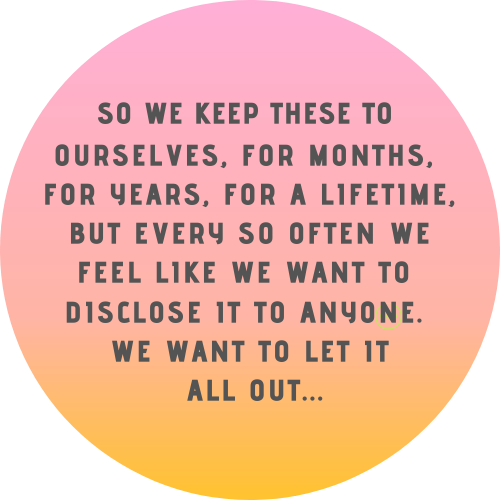 SO WE KEEP THESE TO
OURSELVES, FOR MONTHS,
FOR YEARS, FOR A LIFETIME,
BUT EVERY SO OFTEN WE
FEEL LIKE WE WANT TO
DISCLOSE IT TO ANYONE.
WE WANT TO LET IT
ALL OUT...